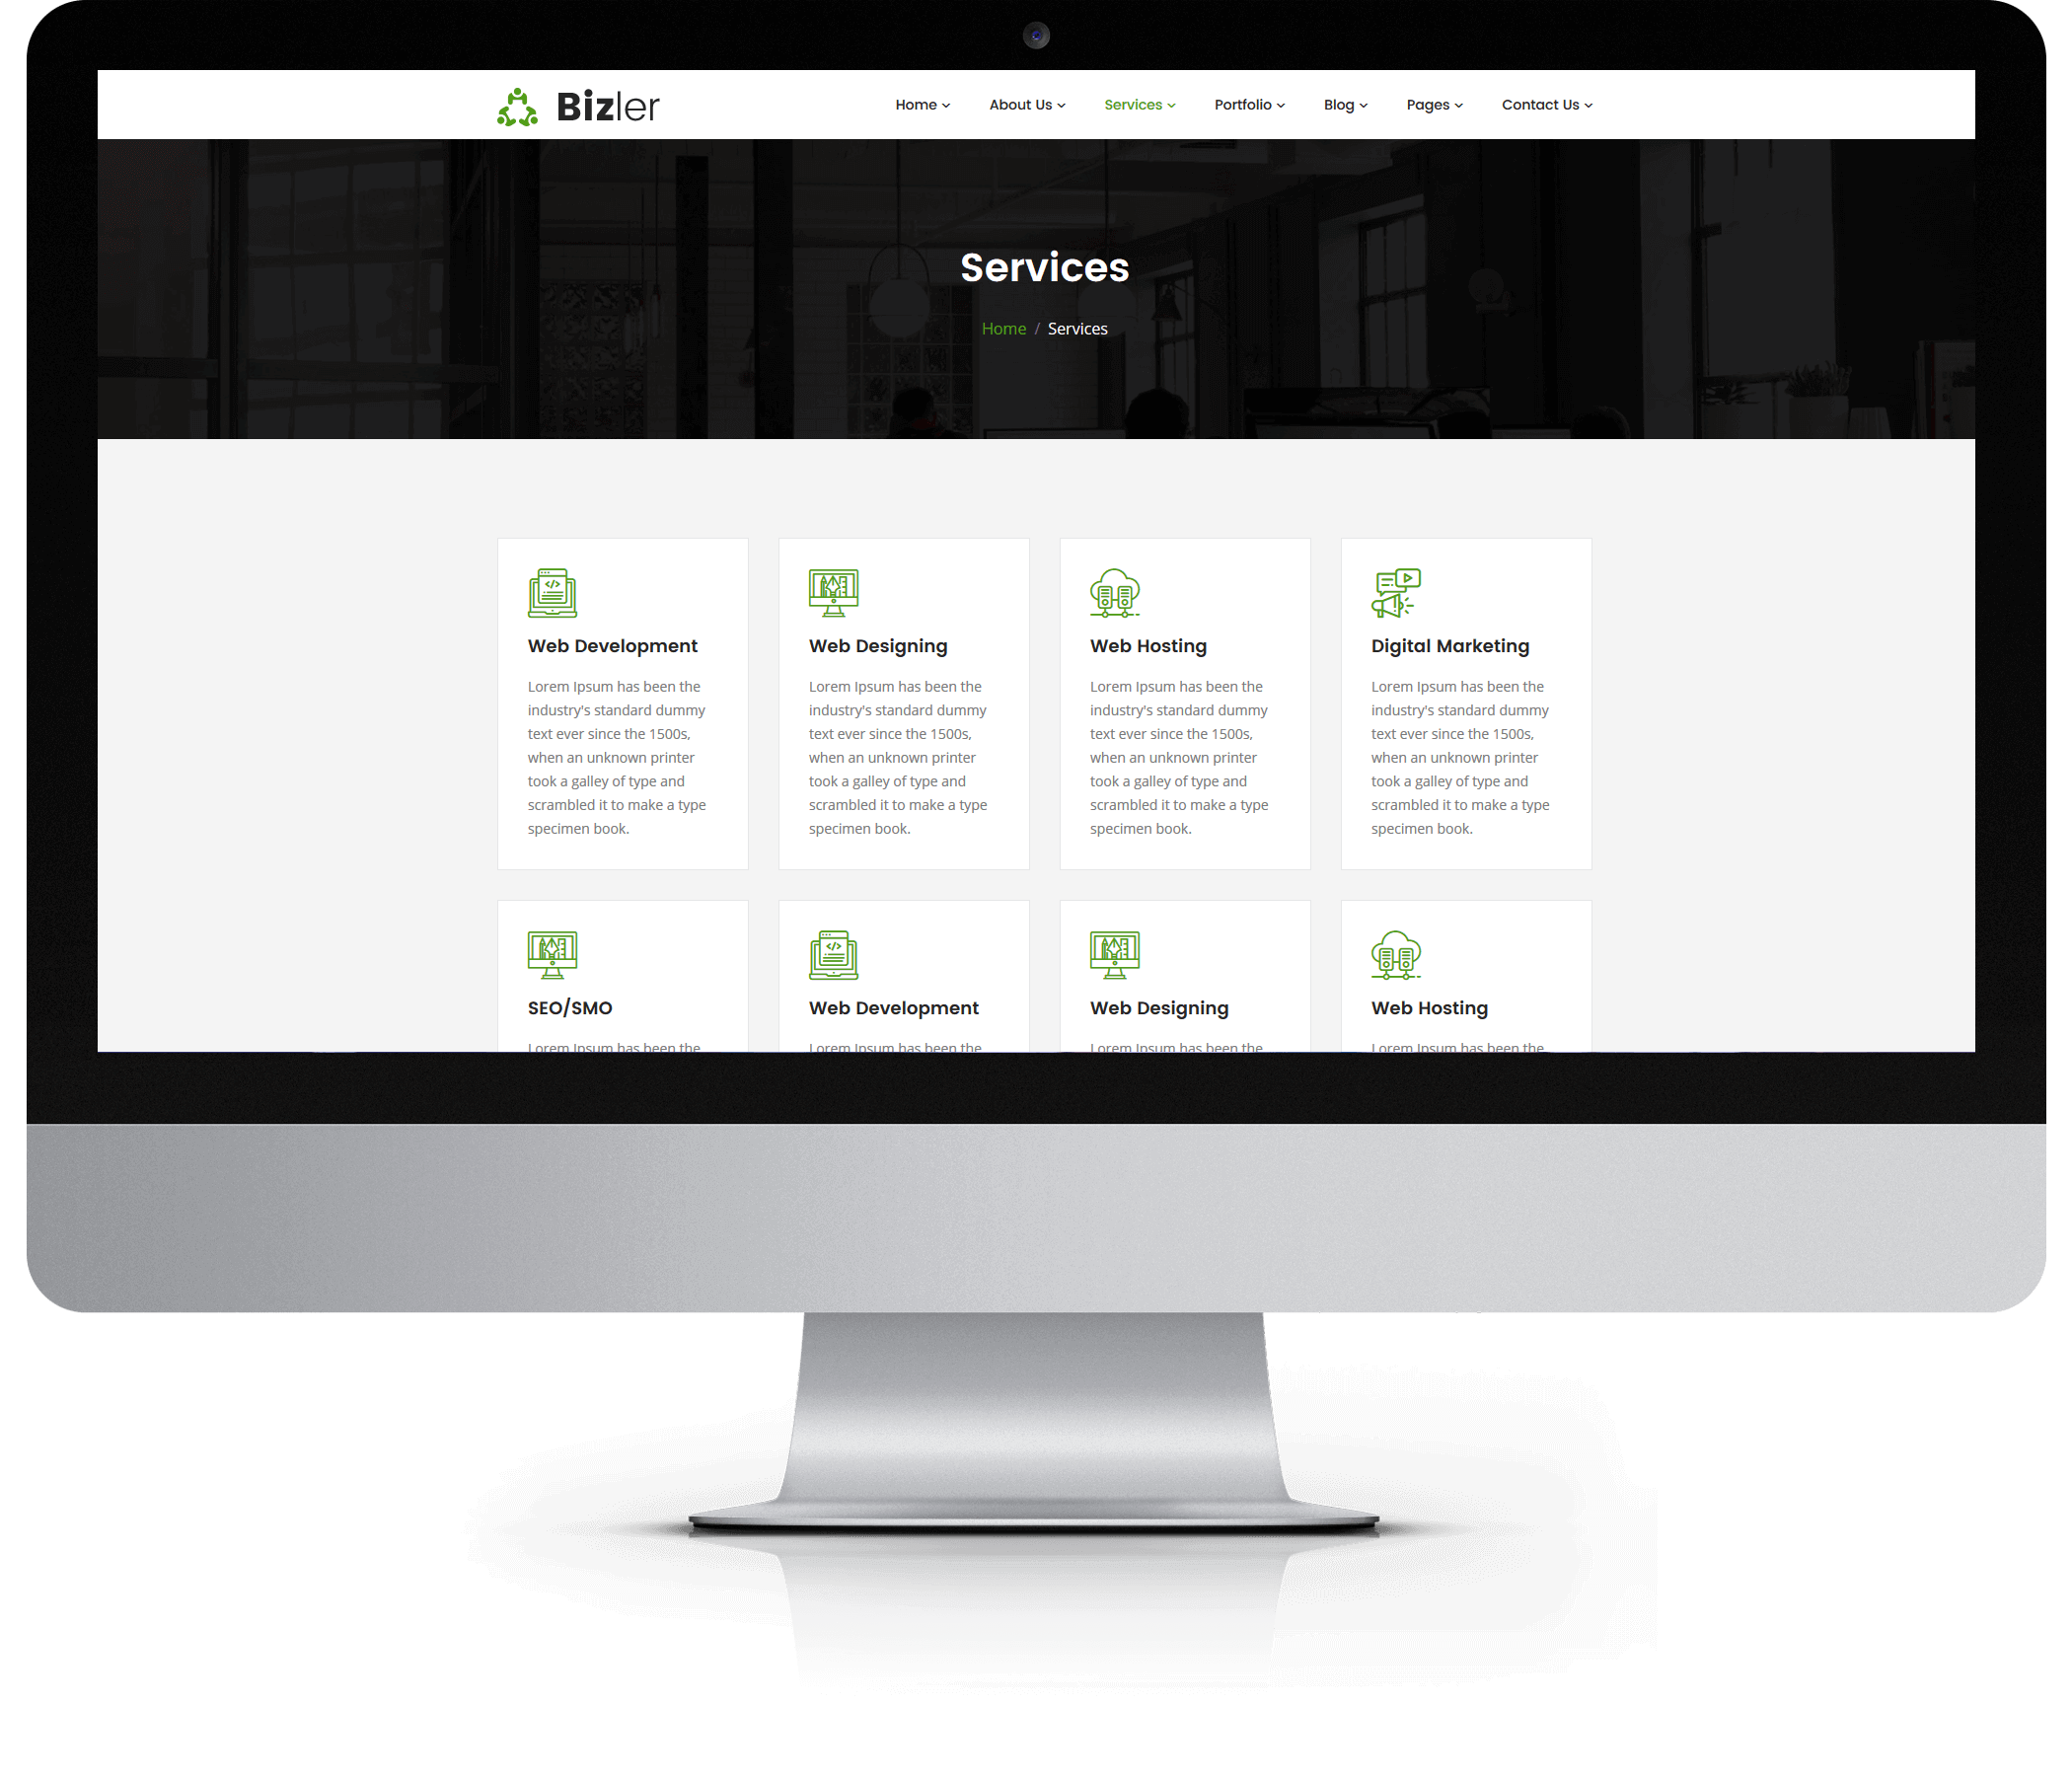 Bizler
Home About Us Services Portfolio Blog Pages Contact Us
Services
Home / Services
Web Development
Lorem Ipsum has been the
industry's standard dummy
text ever since the 1500s,
when an unknown printer
took a galley of type and
scrambled it to make a type
specimen book.
Web Designing
Lorem Ipsum has been the
industry's standard dummy
text ever since the 1500s,
when an unknown printer
took a galley of type and
scrambled it to make a type
specimen book.
Web Hosting
Lorem Ipsum has been the
industry's standard dummy
text ever since the 1500s,
when an unknown printer
took a galley of type and
scrambled it to make a type
specimen book.
Digital Marketing
Lorem Ipsum has been the
industry's standard dummy
text ever since the 1500s,
when an unknown printer
took a galley of type and
scrambled it to make a type
specimen book.
SEO/SMO
Lorem Ipsum has been the
Web Development
Lorem Ipsum has been the
Web Designing
Lorem Ipsum has been the
Web Hosting
Lorem Ipsum has been the